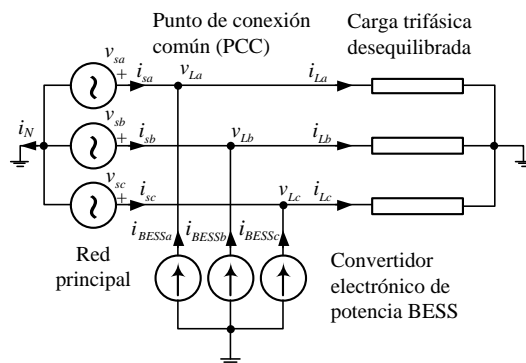 Punto de conexión
común (PCC)
Carga trifásica
desequilibrada
v_sa
+
i_sa
v_La
i_La
i_N
v_sb
+
i_sb
v_Lb
i_Lb
v_sc
+
i_sc
v_Lc
i_Lc
i_BESSa
i_BESSb
i_BESSc
Red
principal
Convertidor
electrónico de
potencia BESS